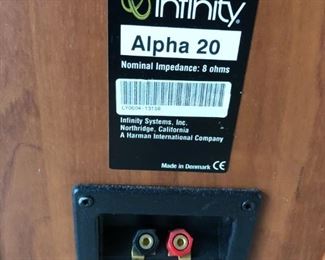 infinity®
Alpha 20
Nominal Impedance: 8 ohms
Infinity Systems, Inc.
Northridge, California
A Harman International Company
Made in Denmark CE